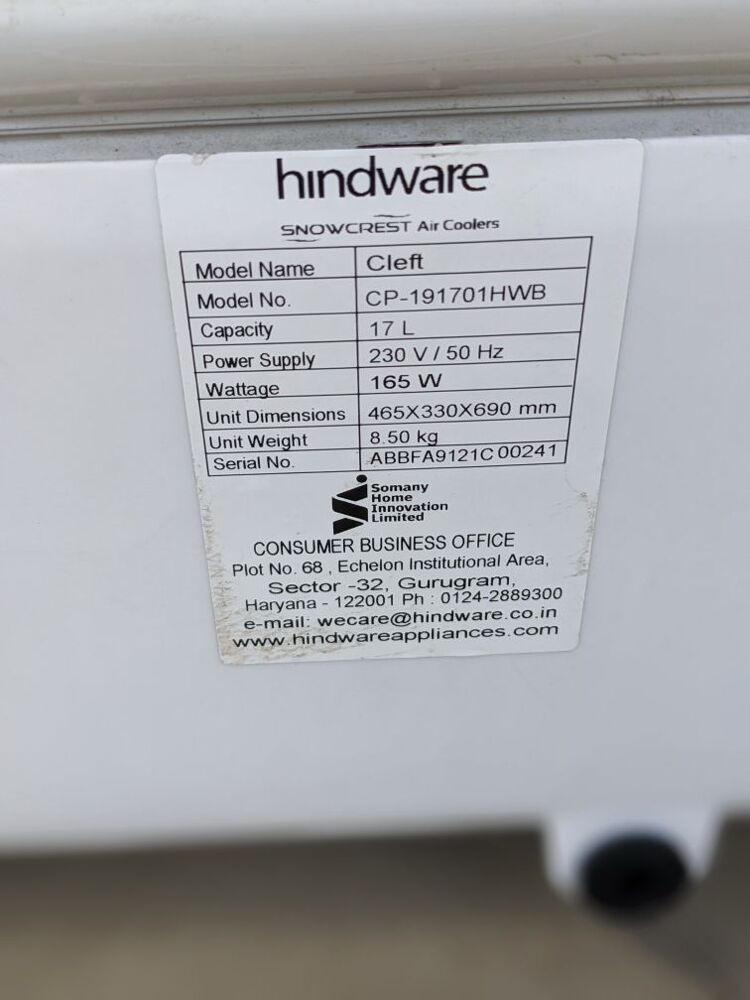 hindware
SNOWCREST Air Coolers
Model Name Cleft
Model No. CP-191701HWB
Capacity 17 L
Power Supply 230 V / 50 Hz
Wattage 165 W
Unit Dimensions 465X330X690 mm
Unit Weight 8.50 kg
Serial No. ABBFA9121C 00241
Somany
Home
Innovation
Limited
CONSUMER BUSINESS OFFICE
Plot No. 68 , Echelon Institutional Area,
Sector -32, Gurugram,
Haryana - 122001 Ph : 0124-2889300
e-mail: wecare@hindware.co.in
www.hindwareappliances.com